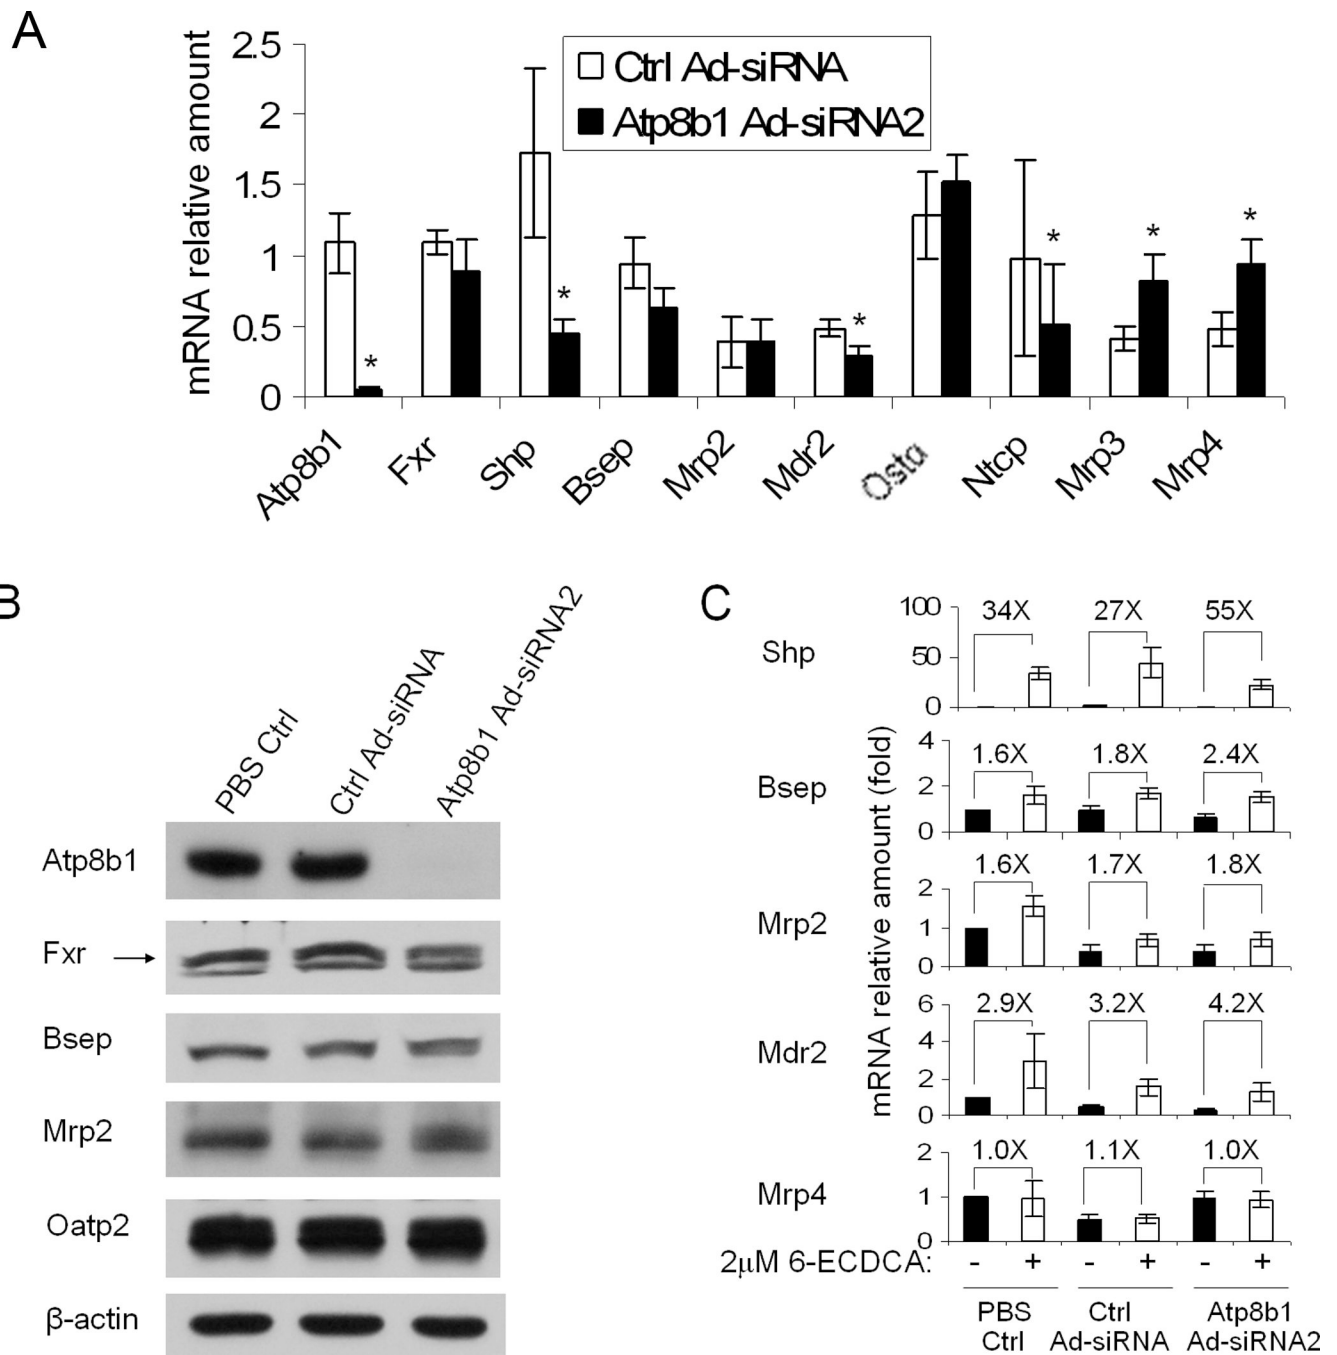 A
2.5
2
1.5
1
0.5
0
mRNA relative amount
Ctrl Ad-siRNA
Atp8b1 Ad-siRNA2
* * * * * *
Atp8b1 Fxr Shp Bsep Mrp2 Mdr2 Ostα Ntcp Mrp3 Mrp4
B
PBS Ctrl
Ctrl Ad-siRNA
Atp8b1 Ad-siRNA2
Atp8b1
Fxr
Bsep
Mrp2
Oatp2
β-actin
C
mRNA relative amount (fold)
Shp
100
50
0
34X 27X 55X
Bsep
4
2
0
1.6X 1.8X 2.4X
Mrp2
2
1
0
1.6X 1.7X 1.8X
Mdr2
6
4
2
0
2.9X 3.2X 4.2X
Mrp4
2
1
0
1.0X 1.1X 1.0X
2μM 6-ECDCA: - + - + - +
PBS Ctrl Atp8b1
Ctrl Ad-siRNA Ad-siRNA2